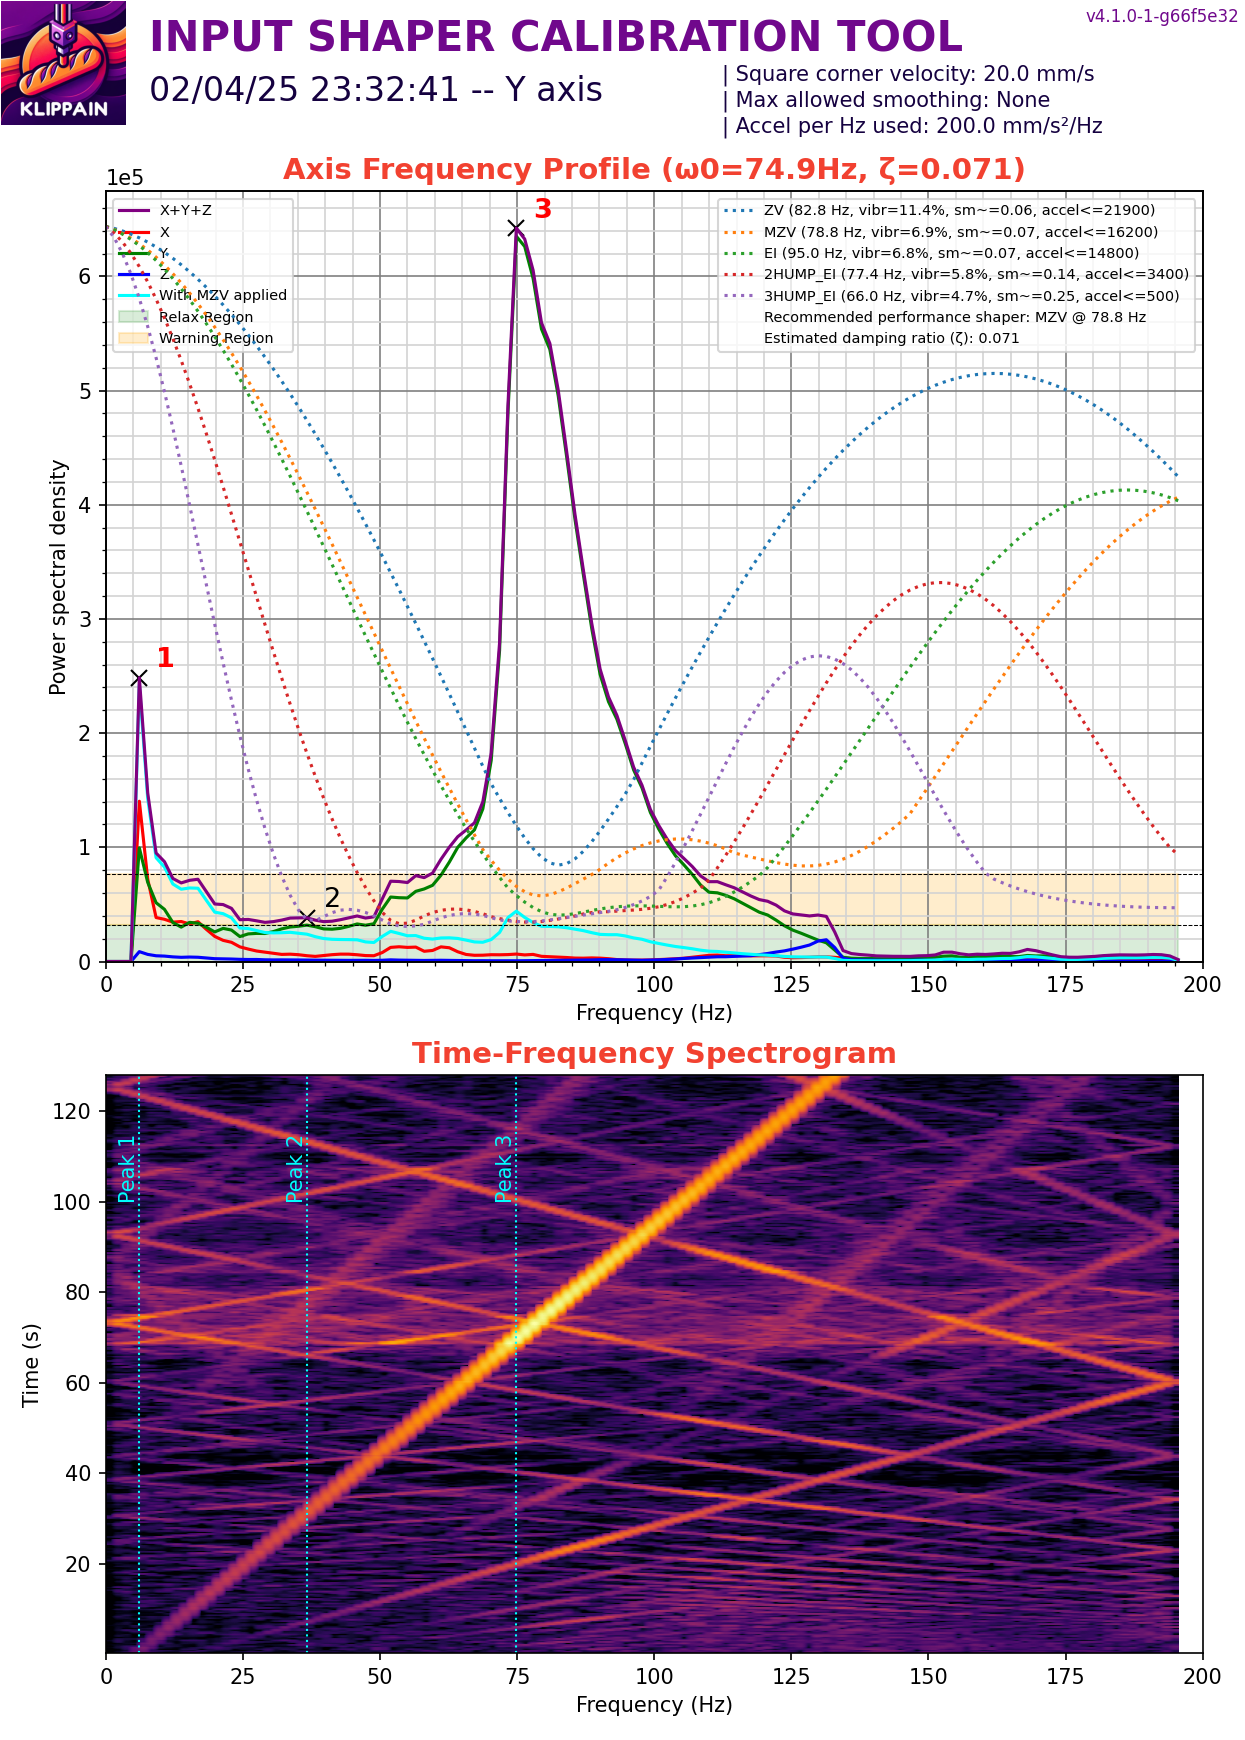 v4.1.0-1-g66f5e32
INPUT SHAPER CALIBRATION TOOL
02/04/25 23:32:41 -- Y axis
| Square corner velocity: 20.0 mm/s
| Max allowed smoothing: None
| Accel per Hz used: 200.0 mm/s²/Hz
KLIPPAIN
Axis Frequency Profile (ω0=74.9Hz, ζ=0.071)
1e5
X+Y+Z
X
Y
Z
With MZV applied
Relax Region
Warning Region
ZV (82.8 Hz, vibr=11.4%, sm~=0.06, accel<=21900)
MZV (78.8 Hz, vibr=6.9%, sm~=0.07, accel<=16200)
EI (95.0 Hz, vibr=6.8%, sm~=0.07, accel<=14800)
2HUMP_EI (77.4 Hz, vibr=5.8%, sm~=0.14, accel<=3400)
3HUMP_EI (66.0 Hz, vibr=4.7%, sm~=0.25, accel<=500)
Recommended performance shaper: MZV @ 78.8 Hz
Estimated damping ratio (ζ): 0.071
3
1
2
Power spectral density
6
5
4
3
2
1
0
0 25 50 75 100 125 150 175 200
Frequency (Hz)
Time-Frequency Spectrogram
Peak 1
Peak 2
Peak 3
Time (s)
120
100
80
60
40
20
0 25 50 75 100 125 150 175 200
Frequency (Hz)